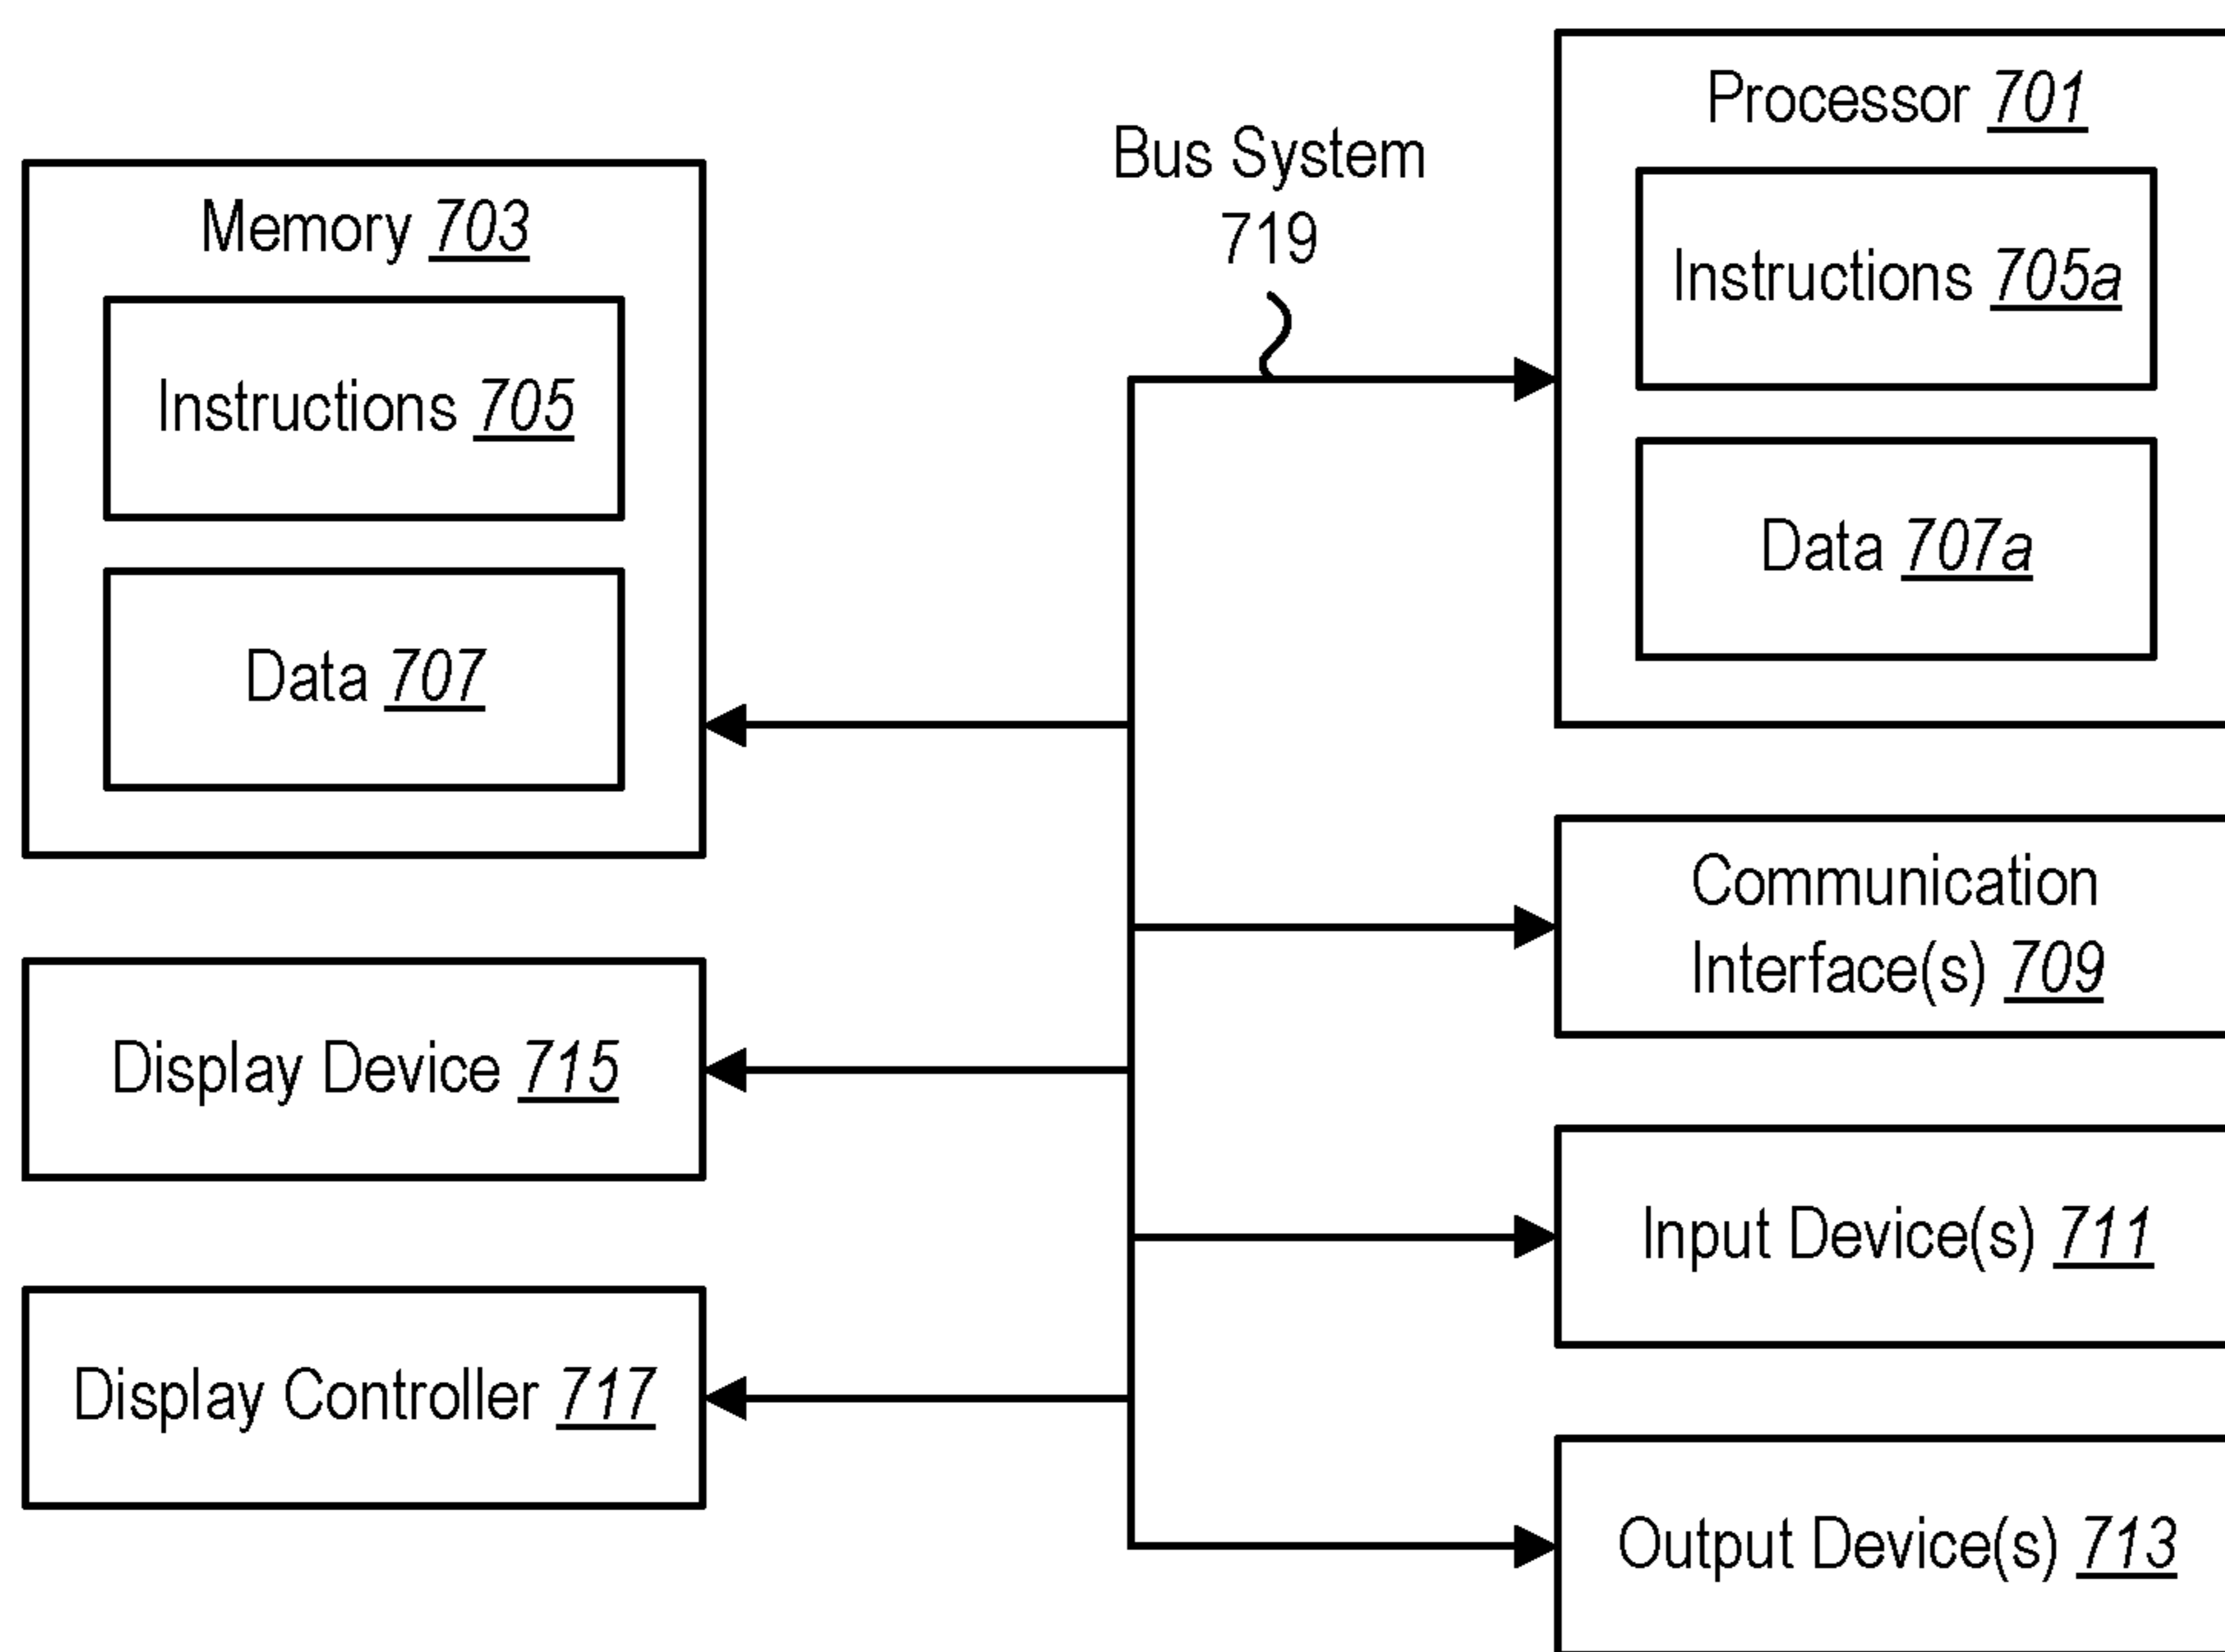 Memory 703
Instructions 705
Data 707
Display Device 715
Display Controller 717
Bus System
719
Processor 701
Instructions 705a
Data 707a
Communication
Interface(s) 709
Input Device(s) 711
Output Device(s) 713